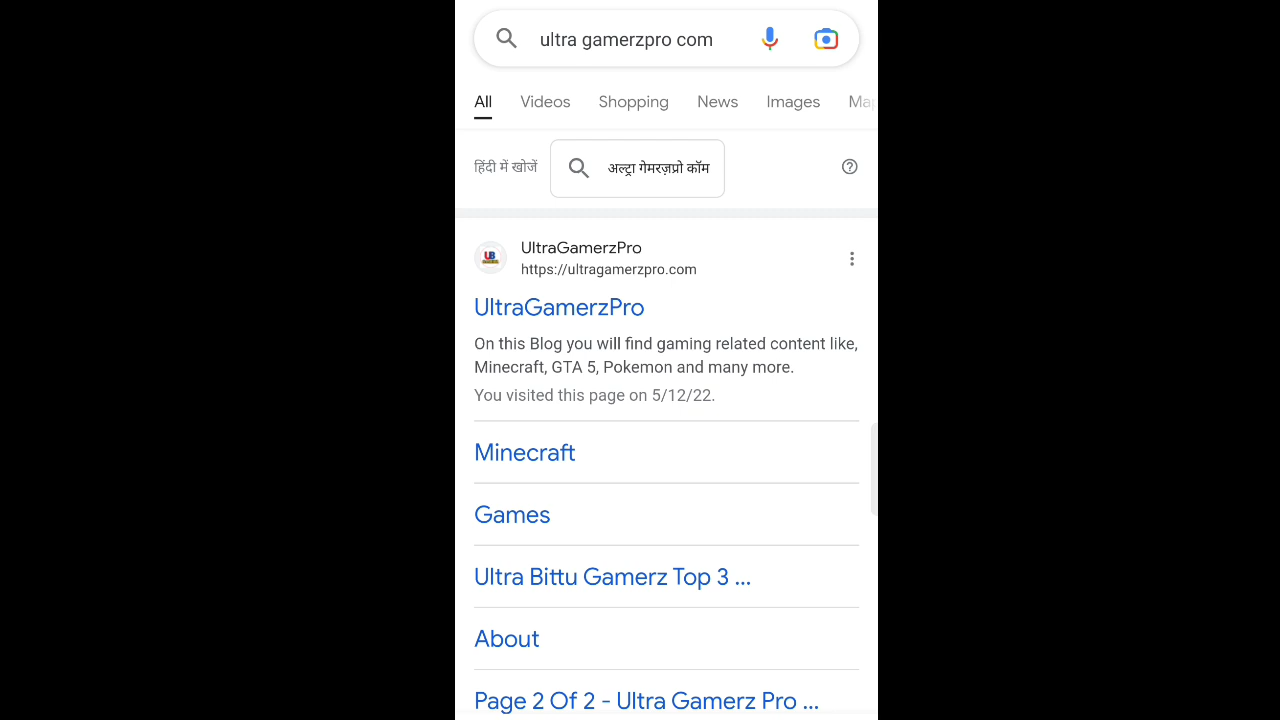 ultra gamerzpro com
All Videos Shopping News Images
हिंदी में खोजें अल्ट्रा गेमरज़प्रो कॉम
UltraGamerzPro
https://ultragamerzpro.com
UltraGamerzPro
On this Blog you will find gaming related content like,
Minecraft, GTA 5, Pokemon and many more.
You visited this page on 5/12/22.
Minecraft
Games
Ultra Bittu Gamerz Top 3 ...
About
Page 2 Of 2 - Ultra Gamerz Pro ...